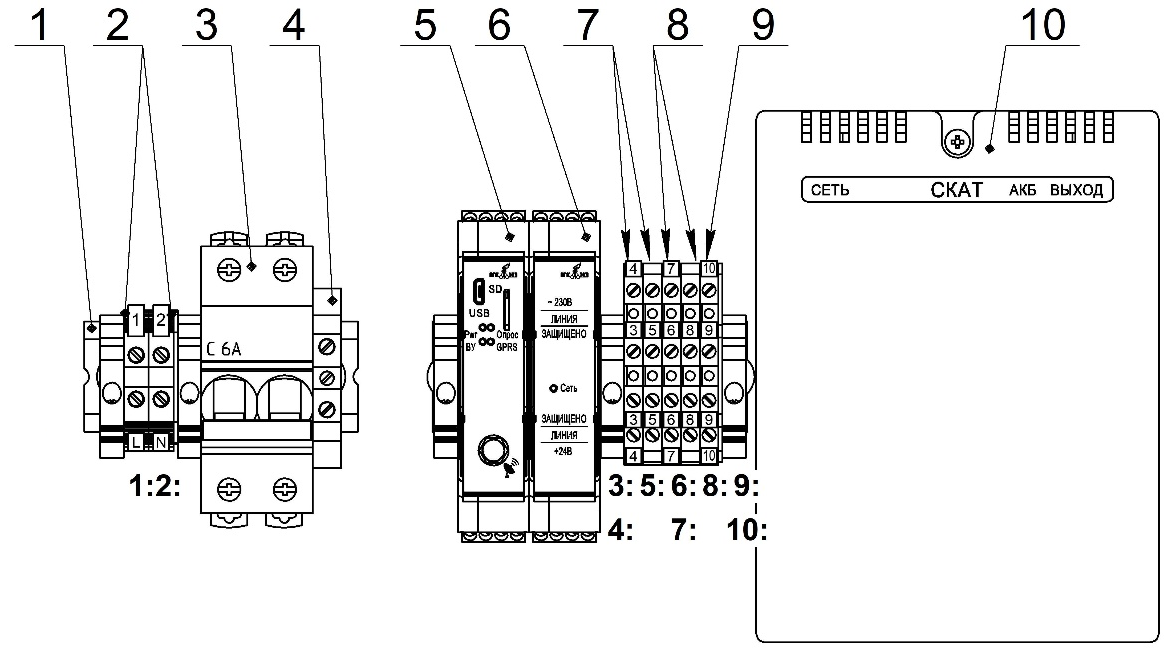 1 2 3 4 5 6 7 8 9 10
СЕТЬ СКАТ АКБ ВЫХОД
1 2
C 6A
L N
1:2:
SD
USB
Pwr Опрос
ВУ GPRS
~ 230В
ЛИНИЯ
ЗАЩИЩЕНО
Сеть
ЗАЩИЩЕНО
ЛИНИЯ
+24В
4 7 10
3 5 6 8 9
3 5 6 8 9
4 7 10
3: 5: 6: 8: 9:
4: 7: 10: